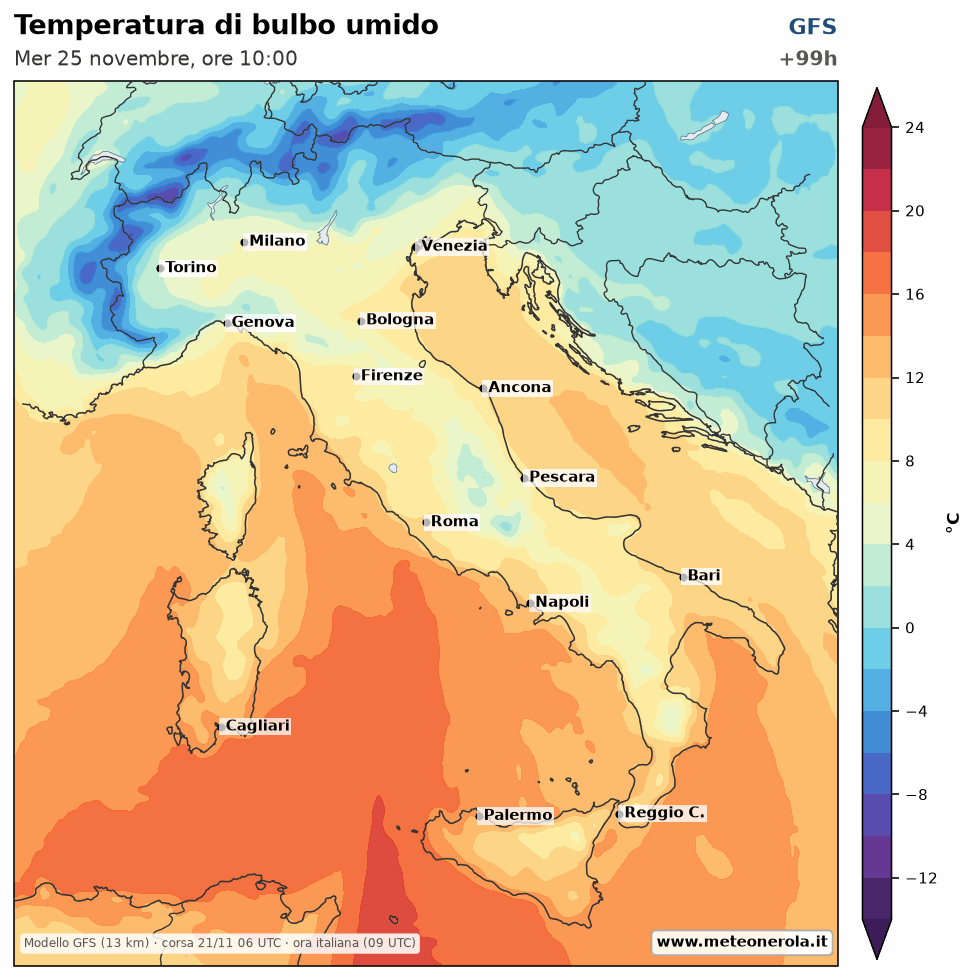 Temperatura di bulbo umido
GFS
Mer 25 novembre, ore 10:00
+99h
Milano
Venezia
Torino
Genova
Bologna
Firenze
Ancona
Pescara
Roma
Bari
Napoli
Cagliari
Palermo
Reggio C.
24
20
16
12
8
4
0
−4
−8
−12
°C
Modello GFS (13 km) · corsa 21/11 06 UTC · ora italiana (09 UTC)
www.meteonerola.it